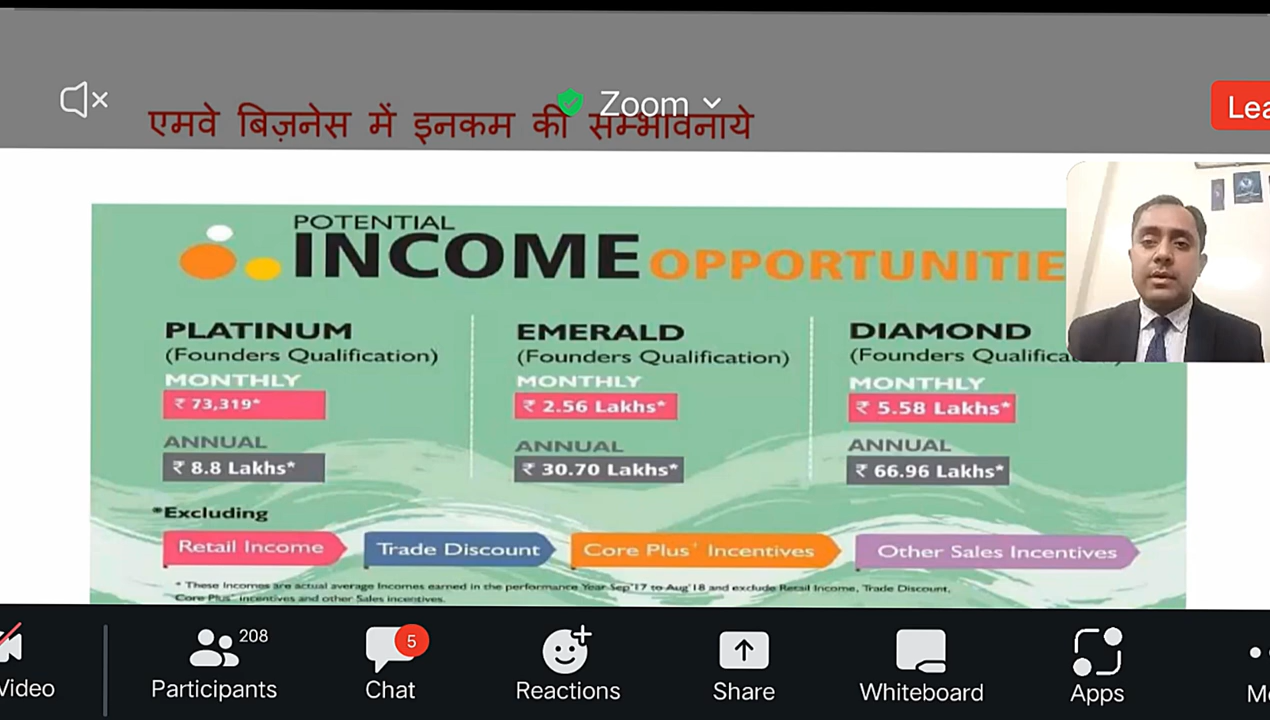 एमवे बिज़नेस में इनकम की सम्भावनाये
Zoom
Lea
POTENTIAL
INCOME OPPORTUNITIE
PLATINUM
(Founders Qualification)
MONTHLY
₹ 73,319*
ANNUAL
₹ 8.8 Lakhs*
EMERALD
(Founders Qualification)
MONTHLY
₹ 2.56 Lakhs*
ANNUAL
₹ 30.70 Lakhs*
DIAMOND
(Founders Qualifica
MONTHLY
₹ 5.58 Lakhs*
ANNUAL
₹ 66.96 Lakhs*
*Excluding
Retail Income
Trade Discount
Core Plus⁺ Incentives
Other Sales Incentives
* These Incomes are actual average Incomes earned in the performance Year Sep'17 to Aug'18 and exclude Retail Income, Trade Discount,
Core Plus⁺ incentives and other Sales incentives.
Video
208
Participants
5
Chat
Reactions
Share
Whiteboard
Apps
Mo